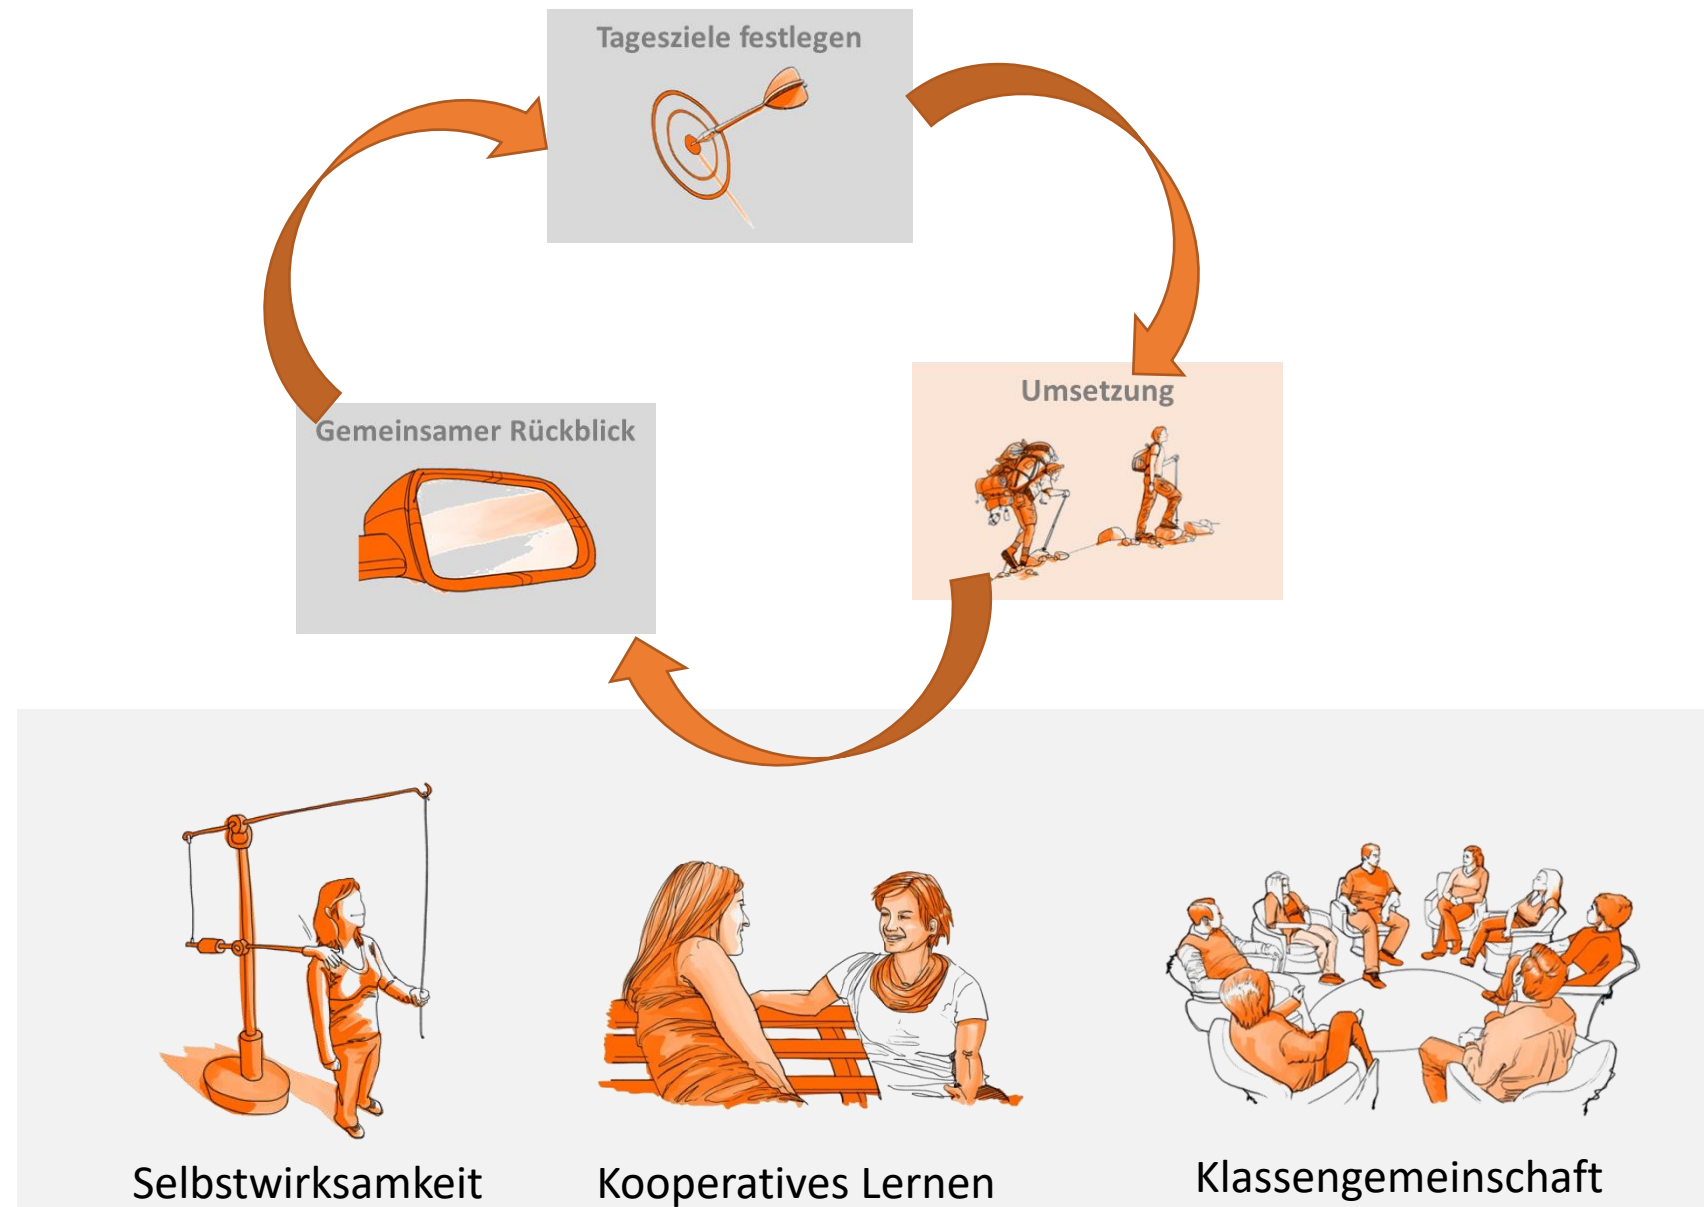 Tagesziele festlegen
Umsetzung
Gemeinsamer Rückblick
Selbstwirksamkeit
Kooperatives Lernen
Klassengemeinschaft